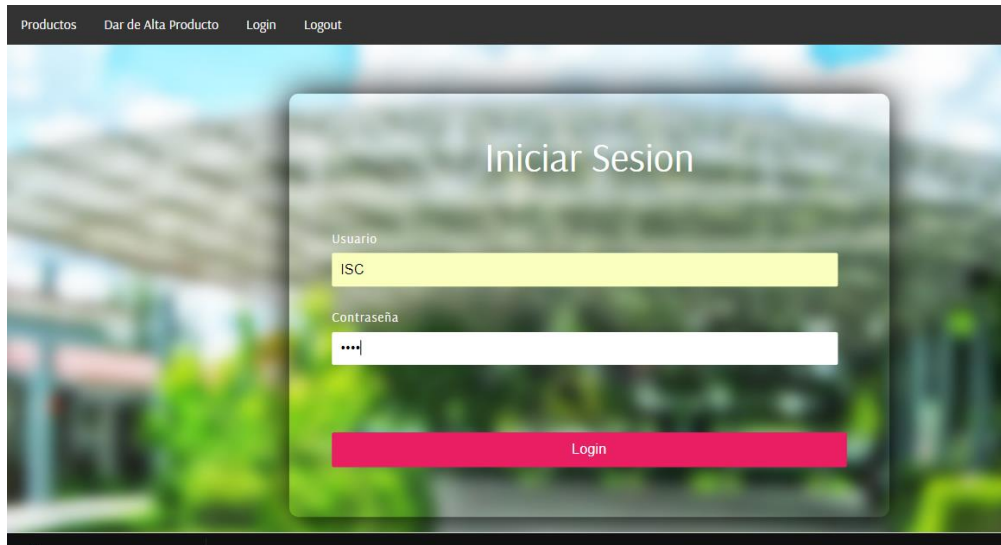 Productos Dar de Alta Producto Login Logout
Iniciar Sesion
Usuario
ISC
Contraseña
••••
Login